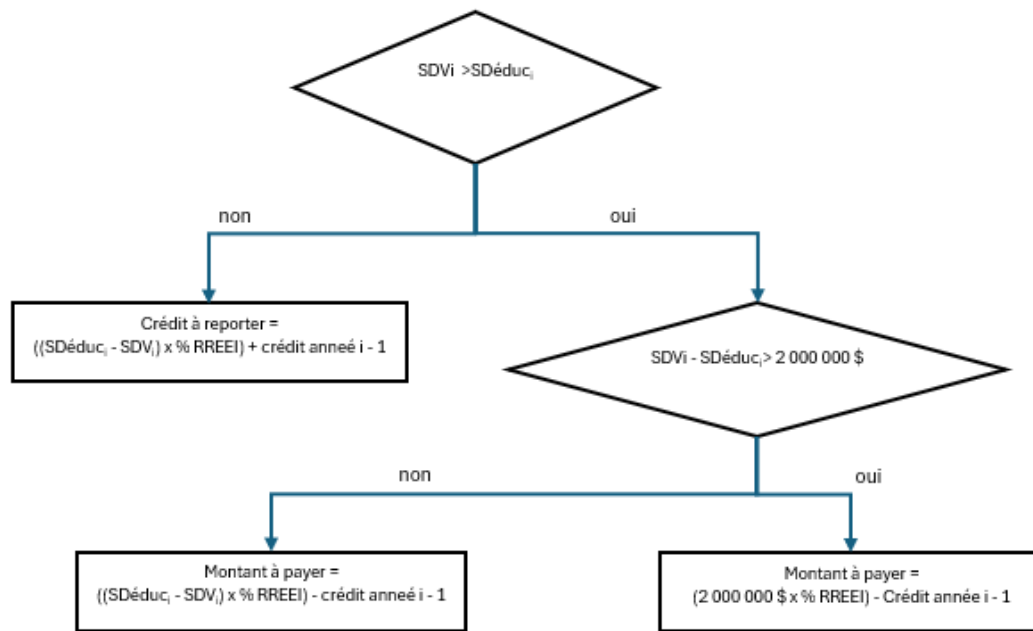 SDVi >SDéducᵢ
non
oui
Crédit à reporter =
((SDéducᵢ - SDVᵢ) x % RREEI) + crédit anneé i - 1
SDVi - SDéducᵢ> 2 000 000 $
non
oui
Montant à payer =
((SDéducᵢ - SDVᵢ) x % RREEI) - crédit anneé i - 1
Montant à payer =
(2 000 000 $ x % RREEI) - Crédit année i - 1